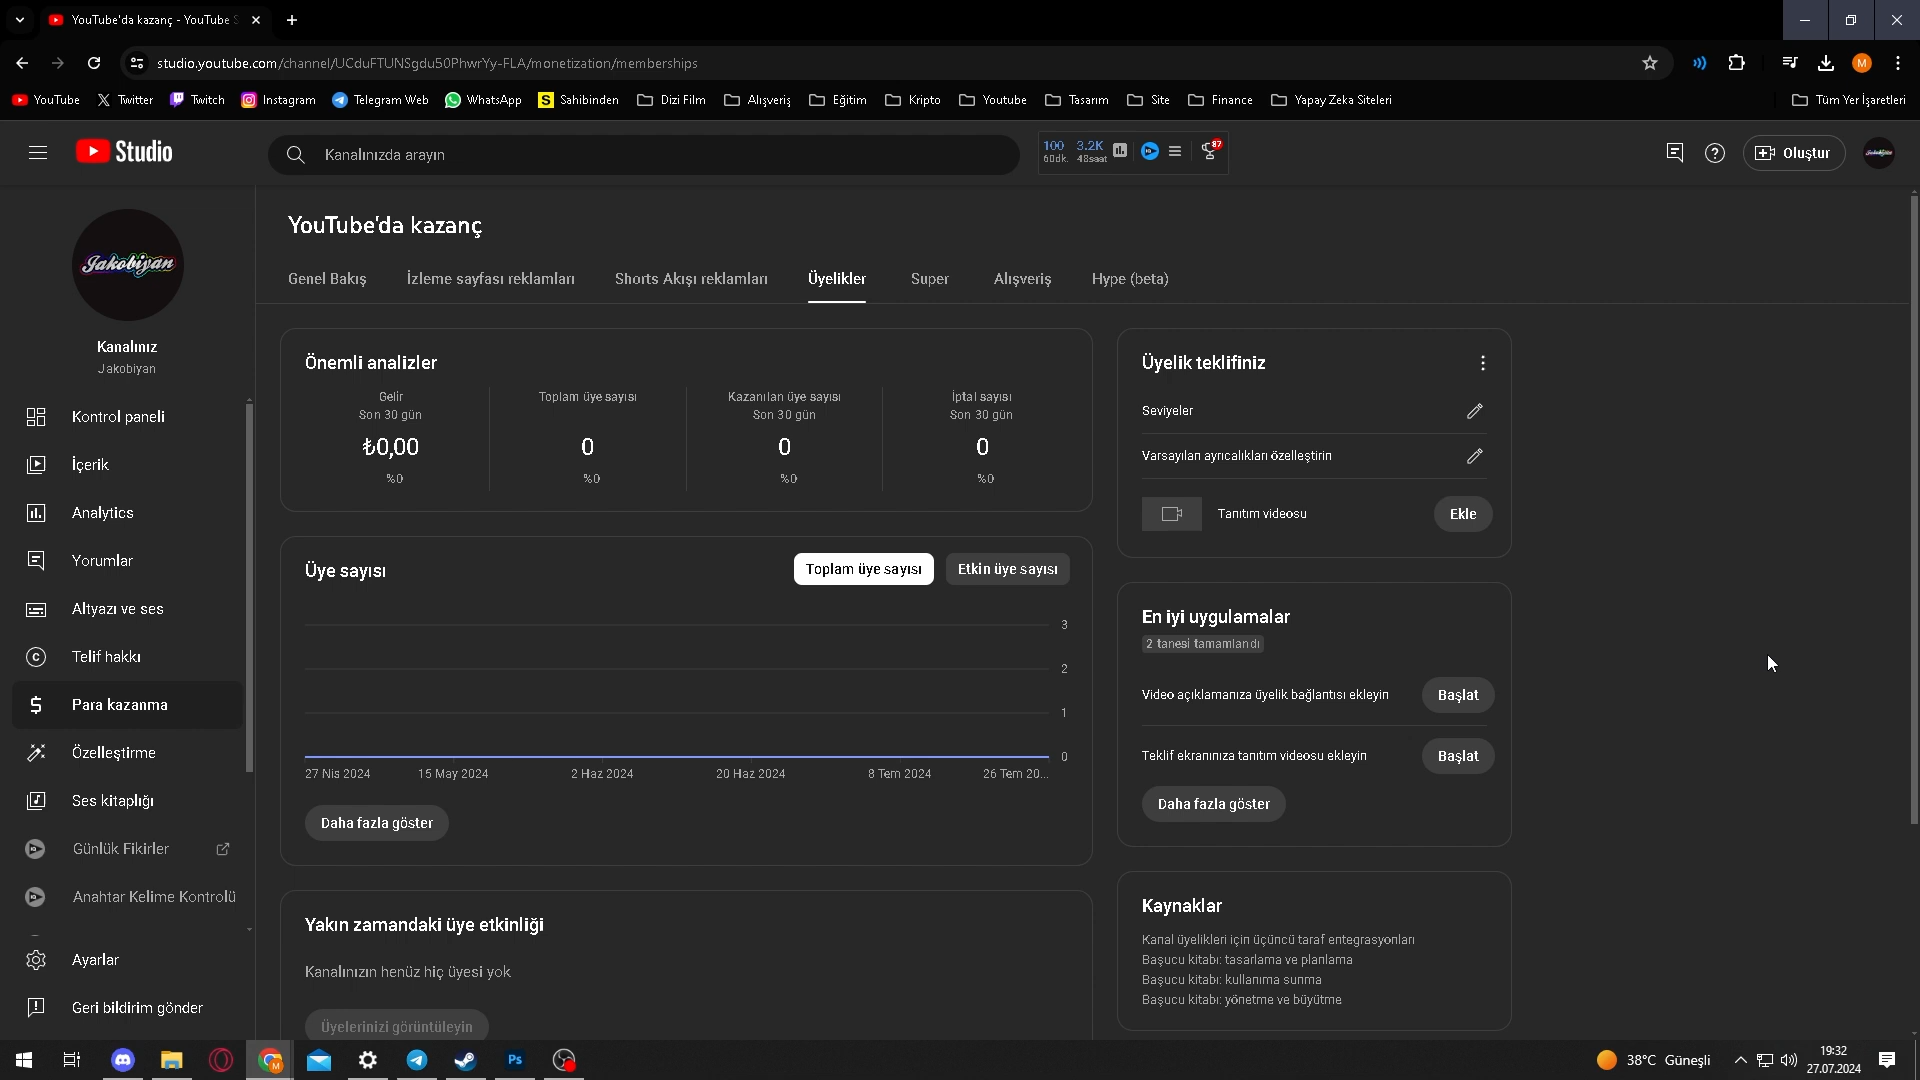 YouTube'da kazanç - YouTube S
studio.youtube.com/channel/UCduFTUNSgdu50PhwrYy-FLA/monetization/memberships
M
YouTube
Twitter
Twitch
Instagram
Telegram Web
WhatsApp
Sahibinden
Dizi Film
Alışveriş
Eğitim
Kripto
Youtube
Tasarım
Site
Finance
Yapay Zeka Siteleri
Tüm Yer İşaretleri
Studio
Kanalınızda arayın
100 3.2K
60dk. 48saat
87
Oluştur
Jakobiyan
Kanalınız
Jakobiyan
Kontrol paneli
İçerik
Analytics
Yorumlar
Altyazı ve ses
Telif hakkı
Para kazanma
Özelleştirme
Ses kitaplığı
Günlük Fikirler
Anahtar Kelime Kontrolü
Ayarlar
Geri bildirim gönder
YouTube'da kazanç
Genel Bakış
İzleme sayfası reklamları
Shorts Akışı reklamları
Üyelikler
Super
Alışveriş
Hype (beta)
Önemli analizler
Gelir
Son 30 gün
₺0,00
%0
Toplam üye sayısı
0
%0
Kazanılan üye sayısı
Son 30 gün
0
%0
İptal sayısı
Son 30 gün
0
%0
Üye sayısı
Toplam üye sayısı
Etkin üye sayısı
3
2
1
0
27 Nis 2024
15 May 2024
2 Haz 2024
20 Haz 2024
8 Tem 2024
26 Tem 20...
Daha fazla göster
Yakın zamandaki üye etkinliği
Kanalınızın henüz hiç üyesi yok
Üyelerinizi görüntüleyin
Üyelik teklifiniz
Seviyeler
Varsayılan ayrıcalıkları özelleştirin
Tanıtım videosu
Ekle
En iyi uygulamalar
2 tanesi tamamlandı
Video açıklamanıza üyelik bağlantısı ekleyin
Başlat
Teklif ekranınıza tanıtım videosu ekleyin
Başlat
Daha fazla göster
Kaynaklar
Kanal üyelikleri için üçüncü taraf entegrasyonları
Başucu kitabı: tasarlama ve planlama
Başucu kitabı: kullanıma sunma
Başucu kitabı: yönetme ve büyütme
M
Ps
38°C Güneşli
19:32
27.07.2024